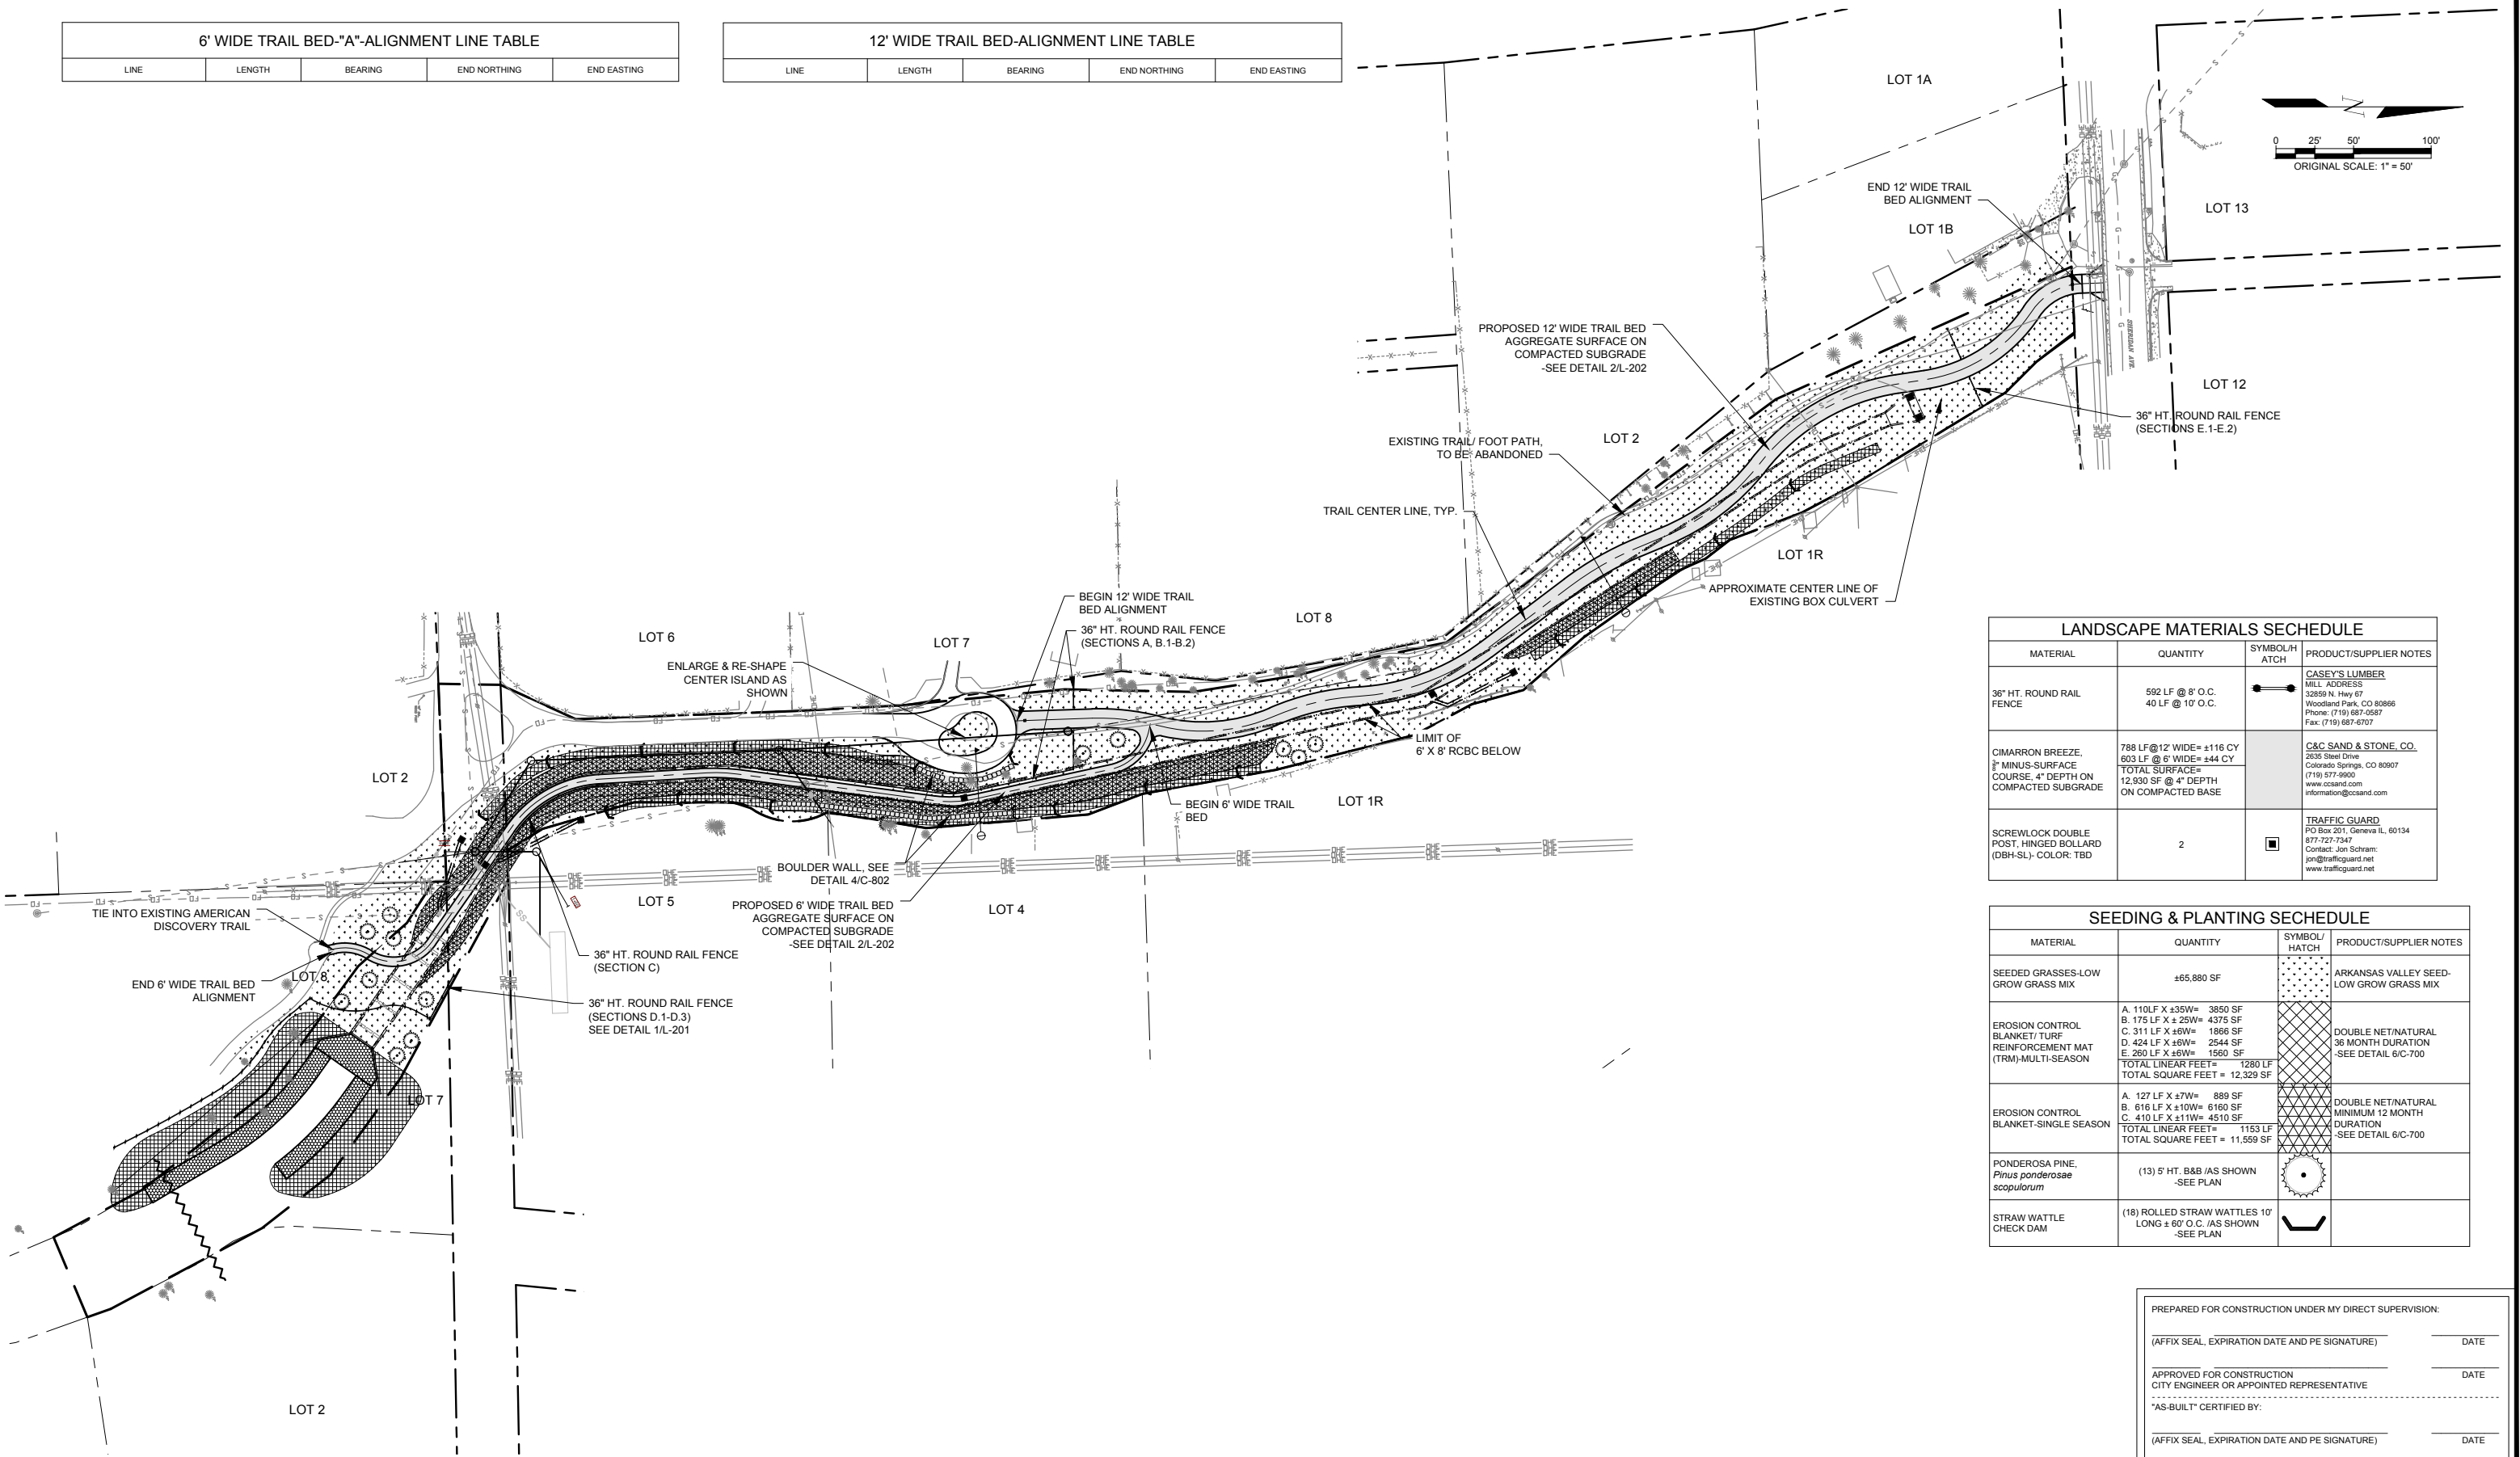 6' WIDE TRAIL BED-"A"-ALIGNMENT LINE TABLE
LINE LENGTH BEARING END NORTHING END EASTING
12' WIDE TRAIL BED-ALIGNMENT LINE TABLE
LINE LENGTH BEARING END NORTHING END EASTING
LOT 1A
0 25' 50' 100'
ORIGINAL SCALE: 1" = 50'
END 12' WIDE TRAIL
BED ALIGNMENT
LOT 13
LOT 1B
SHERIDAN AVE.
PROPOSED 12' WIDE TRAIL BED
AGGREGATE SURFACE ON
COMPACTED SUBGRADE
-SEE DETAIL 2/L-202
LOT 12
36" HT. ROUND RAIL FENCE
(SECTIONS E.1-E.2)
EXISTING TRAIL/ FOOT PATH,
TO BE ABANDONED
LOT 2
TRAIL CENTER LINE, TYP.
LOT 1R
APPROXIMATE CENTER LINE OF
EXISTING BOX CULVERT
BEGIN 12' WIDE TRAIL
BED ALIGNMENT
36" HT. ROUND RAIL FENCE
(SECTIONS A, B.1-B.2)
LOT 8
LOT 6
LOT 7
ENLARGE & RE-SHAPE
CENTER ISLAND AS
SHOWN
LIMIT OF
6' X 8' RCBC BELOW
LOT 2
BEGIN 6' WIDE TRAIL
BED
LOT 1R
BOULDER WALL, SEE
DETAIL 4/C-802
PROPOSED 6' WIDE TRAIL BED
AGGREGATE SURFACE ON
COMPACTED SUBGRADE
-SEE DETAIL 2/L-202
LOT 5
LOT 4
TIE INTO EXISTING AMERICAN
DISCOVERY TRAIL
36" HT. ROUND RAIL FENCE
(SECTION C)
END 6' WIDE TRAIL BED
ALIGNMENT
LOT 8
36" HT. ROUND RAIL FENCE
(SECTIONS D.1-D.3)
SEE DETAIL 1/L-201
LOT 7
LOT 2
LANDSCAPE MATERIALS SECHEDULE
MATERIAL QUANTITY SYMBOL/H PRODUCT/SUPPLIER NOTES
ATCH
36" HT. ROUND RAIL
FENCE
592 LF @ 8' O.C.
40 LF @ 10' O.C.
CASEY'S LUMBER
MILL ADDRESS
32859 N. Hwy 67
Woodland Park, CO 80866
Phone: (719) 687-0587
Fax: (719) 687-6707
CIMARRON BREEZE,
" MINUS-SURFACE
COURSE, 4" DEPTH ON
COMPACTED SUBGRADE
788 LF@12' WIDE= ±116 CY
603 LF @ 6' WIDE= ±44 CY
TOTAL SURFACE=
12,930 SF @ 4" DEPTH
ON COMPACTED BASE
C&C SAND & STONE, CO.
2635 Steel Drive
Colorado Springs, CO 80907
(719) 577-9900
www.ccsand.com
information@ccsand.com
SCREWLOCK DOUBLE
POST, HINGED BOLLARD
(DBH-SL)- COLOR: TBD
2
TRAFFIC GUARD
PO Box 201, Geneva IL, 60134
877-727-7347
Contact: Jon Schram:
jon@trafficguard.net
www.trafficguard.net
SEEDING & PLANTING SECHEDULE
MATERIAL QUANTITY SYMBOL/ PRODUCT/SUPPLIER NOTES
HATCH
SEEDED GRASSES-LOW
GROW GRASS MIX
±65,880 SF
ARKANSAS VALLEY SEED-
LOW GROW GRASS MIX
EROSION CONTROL
BLANKET/ TURF
REINFORCEMENT MAT
(TRM)-MULTI-SEASON
A. 110LF X ±35W= 3850 SF
B. 175 LF X ± 25W= 4375 SF
C. 311 LF X ±6W= 1866 SF
D. 424 LF X ±6W= 2544 SF
E. 260 LF X ±6W= 1560 SF
TOTAL LINEAR FEET= 1280 LF
TOTAL SQUARE FEET = 12,329 SF
DOUBLE NET/NATURAL
36 MONTH DURATION
-SEE DETAIL 6/C-700
EROSION CONTROL
BLANKET-SINGLE SEASON
A. 127 LF X ±7W= 889 SF
B. 616 LF X ±10W= 6160 SF
C. 410 LF X ±11W= 4510 SF
TOTAL LINEAR FEET= 1153 LF
TOTAL SQUARE FEET = 11,559 SF
DOUBLE NET/NATURAL
MINIMUM 12 MONTH
DURATION
-SEE DETAIL 6/C-700
PONDEROSA PINE,
Pinus ponderosae
scopulorum
(13) 5' HT. B&B /AS SHOWN
-SEE PLAN
STRAW WATTLE
CHECK DAM
(18) ROLLED STRAW WATTLES 10'
LONG ± 60' O.C. /AS SHOWN
-SEE PLAN
PREPARED FOR CONSTRUCTION UNDER MY DIRECT SUPERVISION:
(AFFIX SEAL, EXPIRATION DATE AND PE SIGNATURE) DATE
APPROVED FOR CONSTRUCTION DATE
CITY ENGINEER OR APPOINTED REPRESENTATIVE
"AS-BUILT" CERTIFIED BY:
(AFFIX SEAL, EXPIRATION DATE AND PE SIGNATURE) DATE